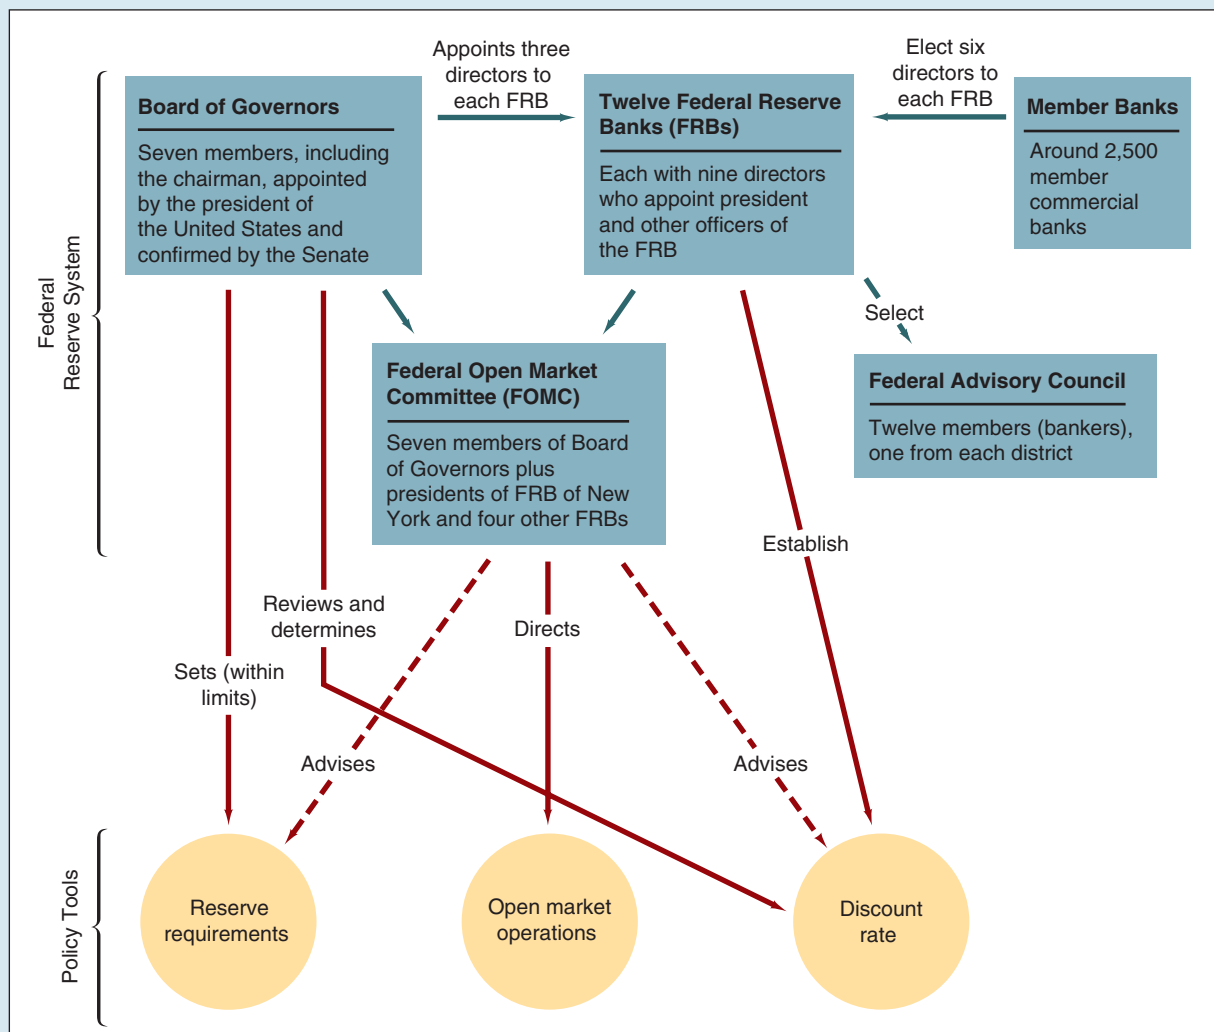 Appoints three
directors to
each FRB
Elect six
directors to
each FRB
Board of Governors
Seven members, including
the chairman, appointed
by the president of
the United States and
confirmed by the Senate
Twelve Federal Reserve
Banks (FRBs)
Each with nine directors
who appoint president
and other officers of
the FRB
Member Banks
Around 2,500
member
commercial
banks
Federal
Reserve System
Select
Federal Open Market
Committee (FOMC)
Seven members of Board
of Governors plus
presidents of FRB of New
York and four other FRBs
Federal Advisory Council
Twelve members (bankers),
one from each district
Establish
Reviews and
determines
Directs
Sets (within
limits)
Advises
Advises
Policy Tools
Reserve
requirements
Open market
operations
Discount
rate